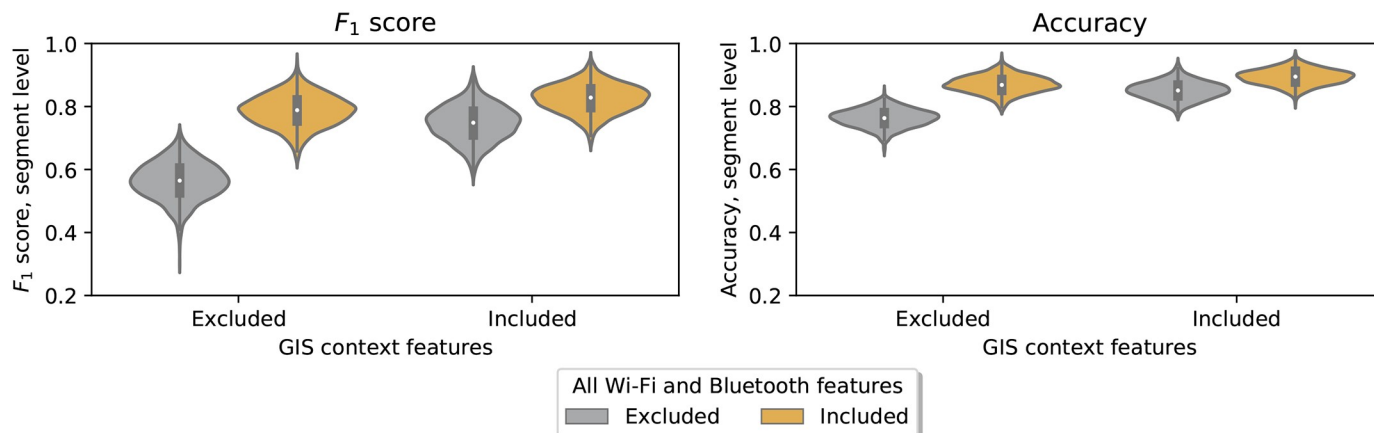 F₁ score
F₁ score, segment level
1.0
0.8
0.6
0.4
0.2
Excluded
Included
GIS context features
Accuracy
Accuracy, segment level
1.0
0.8
0.6
0.4
0.2
Excluded
Included
GIS context features
All Wi-Fi and Bluetooth features
Excluded
Included